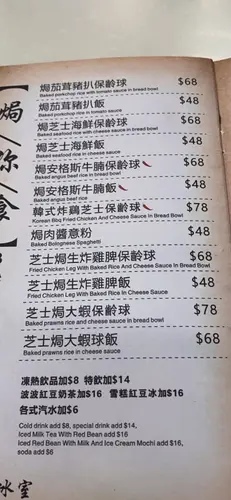 焗茄茸豬扒保齡球 $68
Baked porkchop rice with tomato sauce in bread bowl
焗茄茸豬扒飯 $48
Baked porkchop rice in tomato sauce
焗芝士海鮮保齡球 $68
Baked seafood rice with cheese sauce in bread bowl
焗芝士海鮮飯 $48
Baked seafood rice in cheese sauce
焗安格斯牛腩保齡球 $68
Baked angus beef rice in bread bowl
焗安格斯牛腩飯 $48
Baked angus beef rice
韓式炸鷄芝士保齡球 $78
Korean Bbq Fried Chicken And Cheese Sauce In Bread Bowl
焗肉醬意粉 $48
Baked Bolnginese Spaghetti
芝士焗生炸雞脾保齡球 $68
Fried Chicken Leg With Baked Rice And Cheese Sauce In Bread Bowl
芝士焗生炸雞脾飯 $48
Fried Chicken Leg With Baked Rice In Cheese Sauce
芝士焗大蝦保齡球 $78
Baked prawns rice and cheese sauce in bread bowl
芝士焗大蝦球飯 $68
Baked prawns rice in cheese sauce
凍熱飲品加$8 特飲加$14
波波紅豆奶茶加$16 雪糕紅豆冰加$16
各式汽水加$6
Cold drink add $8, special drink add $14,
Iced Milk Tea With Red Bean add $16
Iced Red Bean With Milk And Ice Cream Mochi add $16,
soda add $6
焗
飯
食
冰室